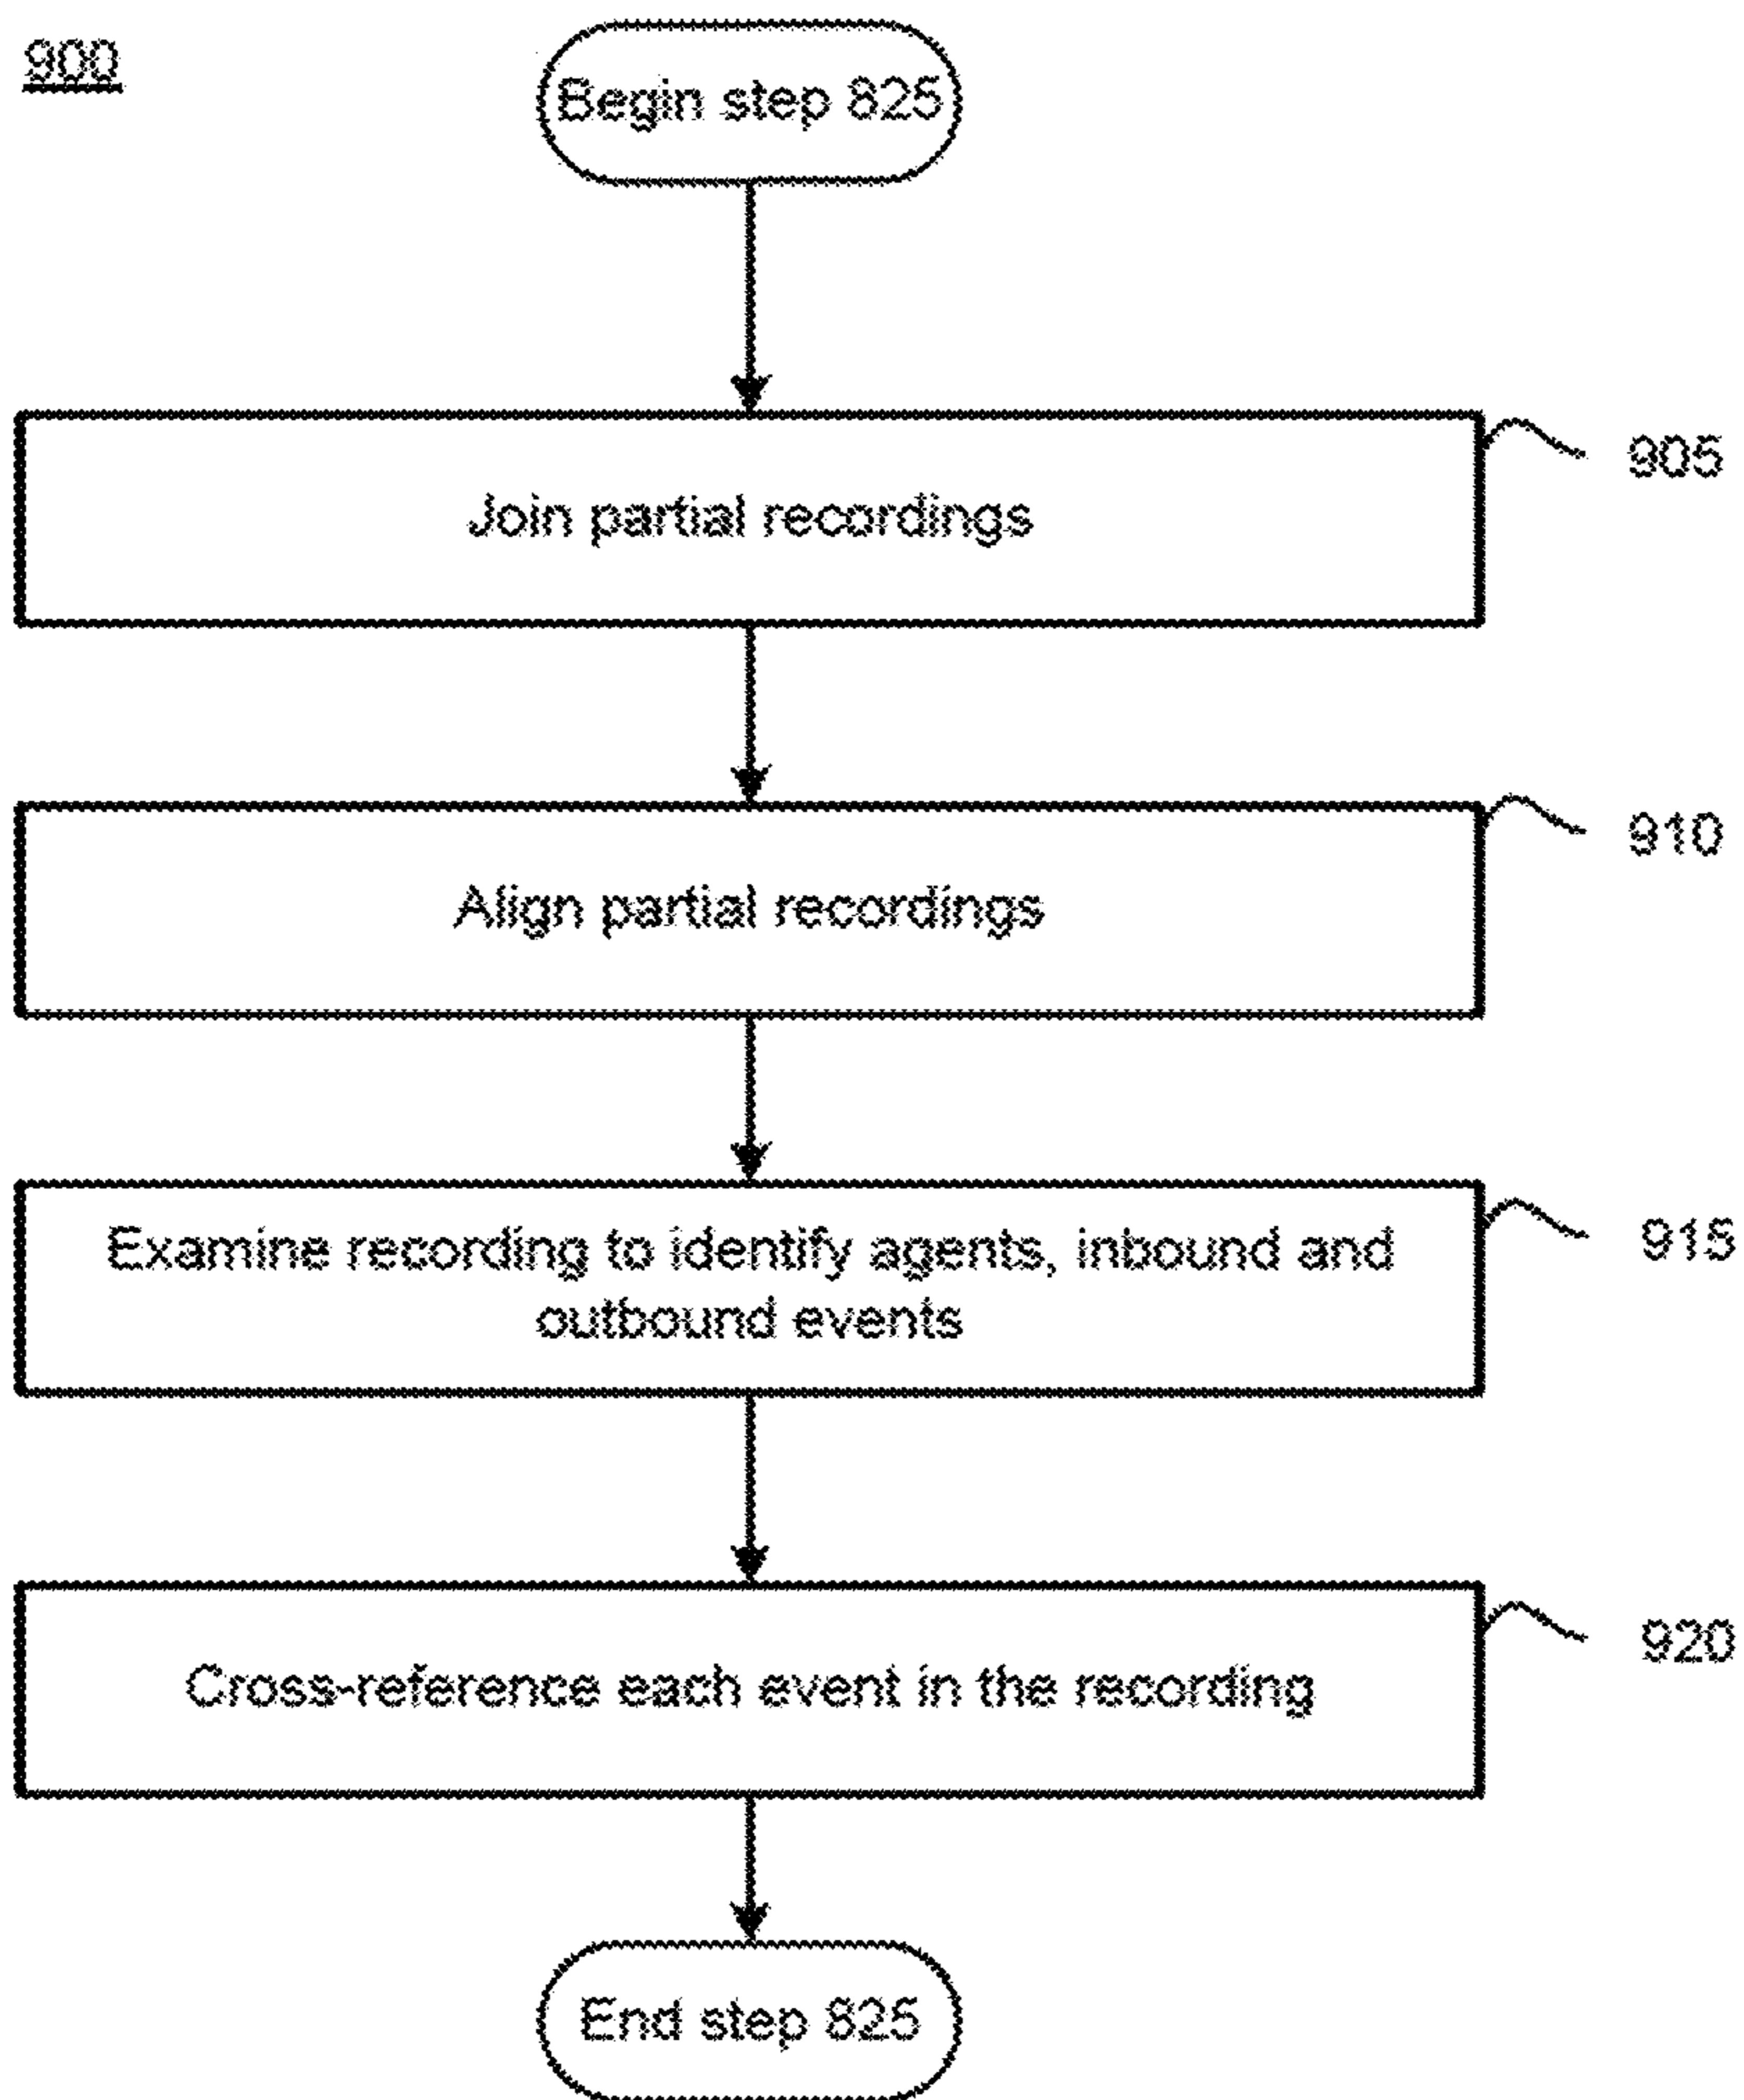 900
Begin step 825
Join partial recordings
905
Align partial recordings
910
Examine recording to identify agents, inbound and
outbound events
915
Cross-reference each event in the recording
920
End step 825